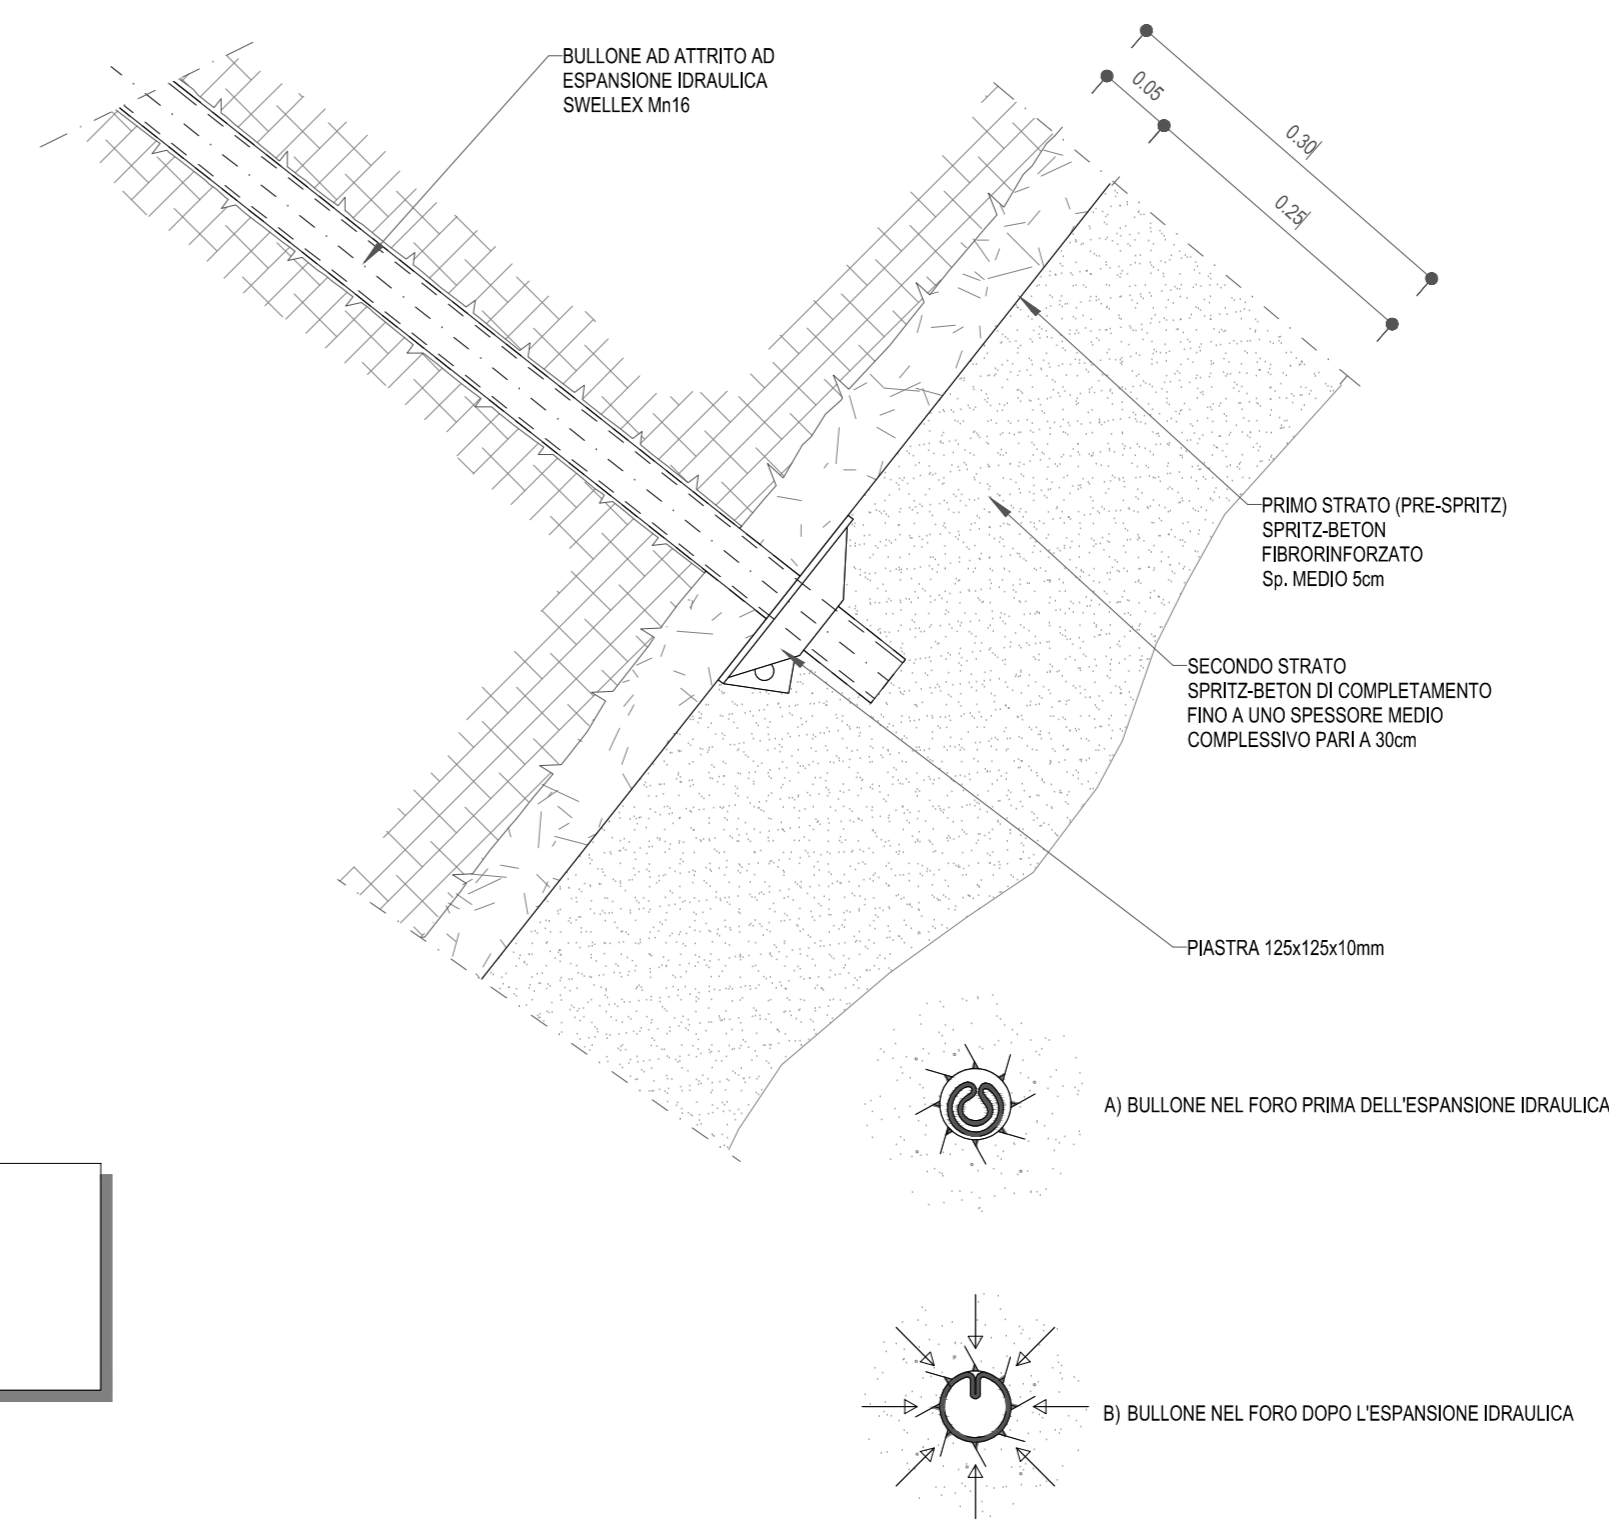 BULLONE AD ATTRITO AD
ESPANSIONE IDRAULICA
SWELLEX Mn16
0.05
0.30
0.25
PRIMO STRATO (PRE-SPRITZ)
SPRITZ-BETON
FIBRORINFORZATO
Sp. MEDIO 5cm
SECONDO STRATO
SPRITZ-BETON DI COMPLETAMENTO
FINO A UNO SPESSORE MEDIO
COMPLESSIVO PARI A 30cm
PIASTRA 125x125x10mm
A) BULLONE NEL FORO PRIMA DELL'ESPANSIONE IDRAULICA
B) BULLONE NEL FORO DOPO L'ESPANSIONE IDRAULICA